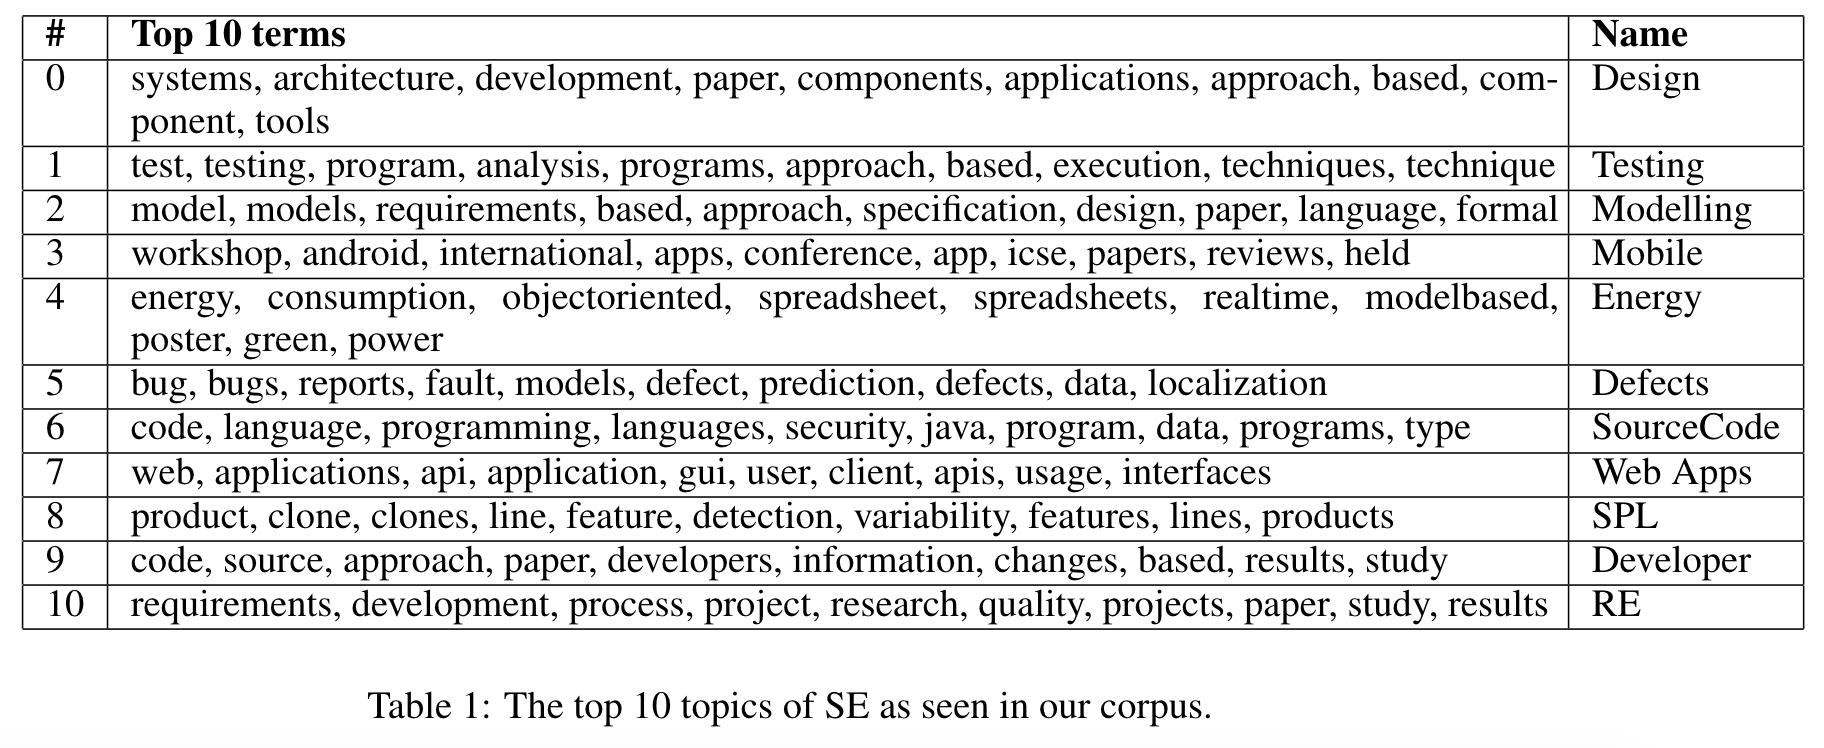 # Top 10 terms Name
0 systems, architecture, development, paper, components, applications, approach, based, com- Design
ponent, tools
1 test, testing, program, analysis, programs, approach, based, execution, techniques, technique Testing
2 model, models, requirements, based, approach, specification, design, paper, language, formal Modelling
3 workshop, android, international, apps, conference, app, icse, papers, reviews, held Mobile
4 energy, consumption, objectoriented, spreadsheet, spreadsheets, realtime, modelbased, Energy
poster, green, power
5 bug, bugs, reports, fault, models, defect, prediction, defects, data, localization Defects
6 code, language, programming, languages, security, java, program, data, programs, type SourceCode
7 web, applications, api, application, gui, user, client, apis, usage, interfaces Web Apps
8 product, clone, clones, line, feature, detection, variability, features, lines, products SPL
9 code, source, approach, paper, developers, information, changes, based, results, study Developer
10 requirements, development, process, project, research, quality, projects, paper, study, results RE
Table 1: The top 10 topics of SE as seen in our corpus.